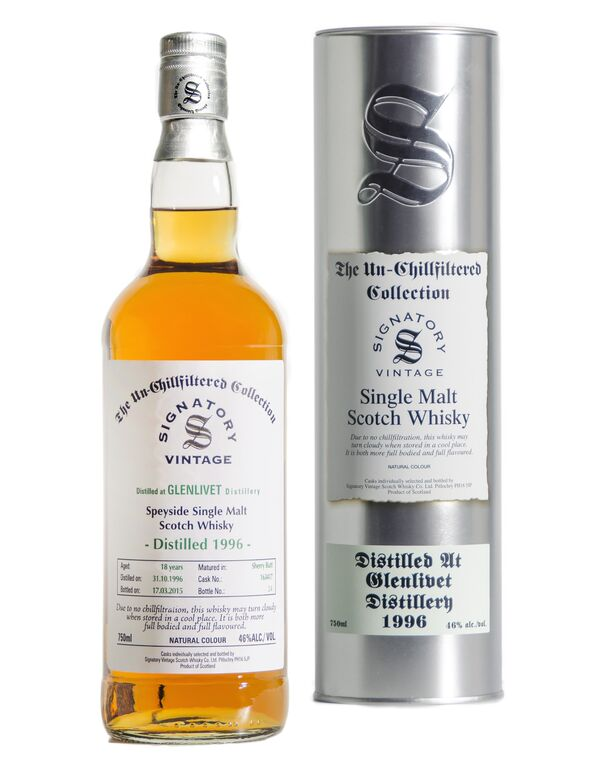 The Un-Chillfiltered Collection
SIGNATORY
S
VINTAGE
Distilled at GLENLIVET Distillery
Speyside Single Malt
Scotch Whisky
- Distilled 1996 -
Aged: 18 years Matured in: Sherry Butt
Distilled on: 31.10.1996 Cask No.:
Bottled on: 17.03.2015 Bottle No.:
Due to no chillfiltraiion, this whisky may turn cloudy
when stored in a cool place. It is both more
full bodied and full flavoured.
750ml NATURAL COLOUR 46%ALC./VOL.
Casks individually selected and bottled by
Signatory Vintage Scotch Whisky Co. Ltd. Pitlochry PH16 5JP
Product of Scotland
S
The Un-Chillfiltered
Collection
SIGNATORY
S
VINTAGE
Single Malt
Scotch Whisky
Due to no chillfiltration, this whisky may
turn cloudy when stored in a cool place.
It is both more full bodied and full flavoured.
NATURAL COLOUR
Casks individually selected and bottled by
Signatory Vintage Scotch Whisky Co. Ltd. Pitlochry PH16 5JP
Product of Scotland
Distilled At
Glenlivet
Distillery
750ml 1996 46% alc./vol.